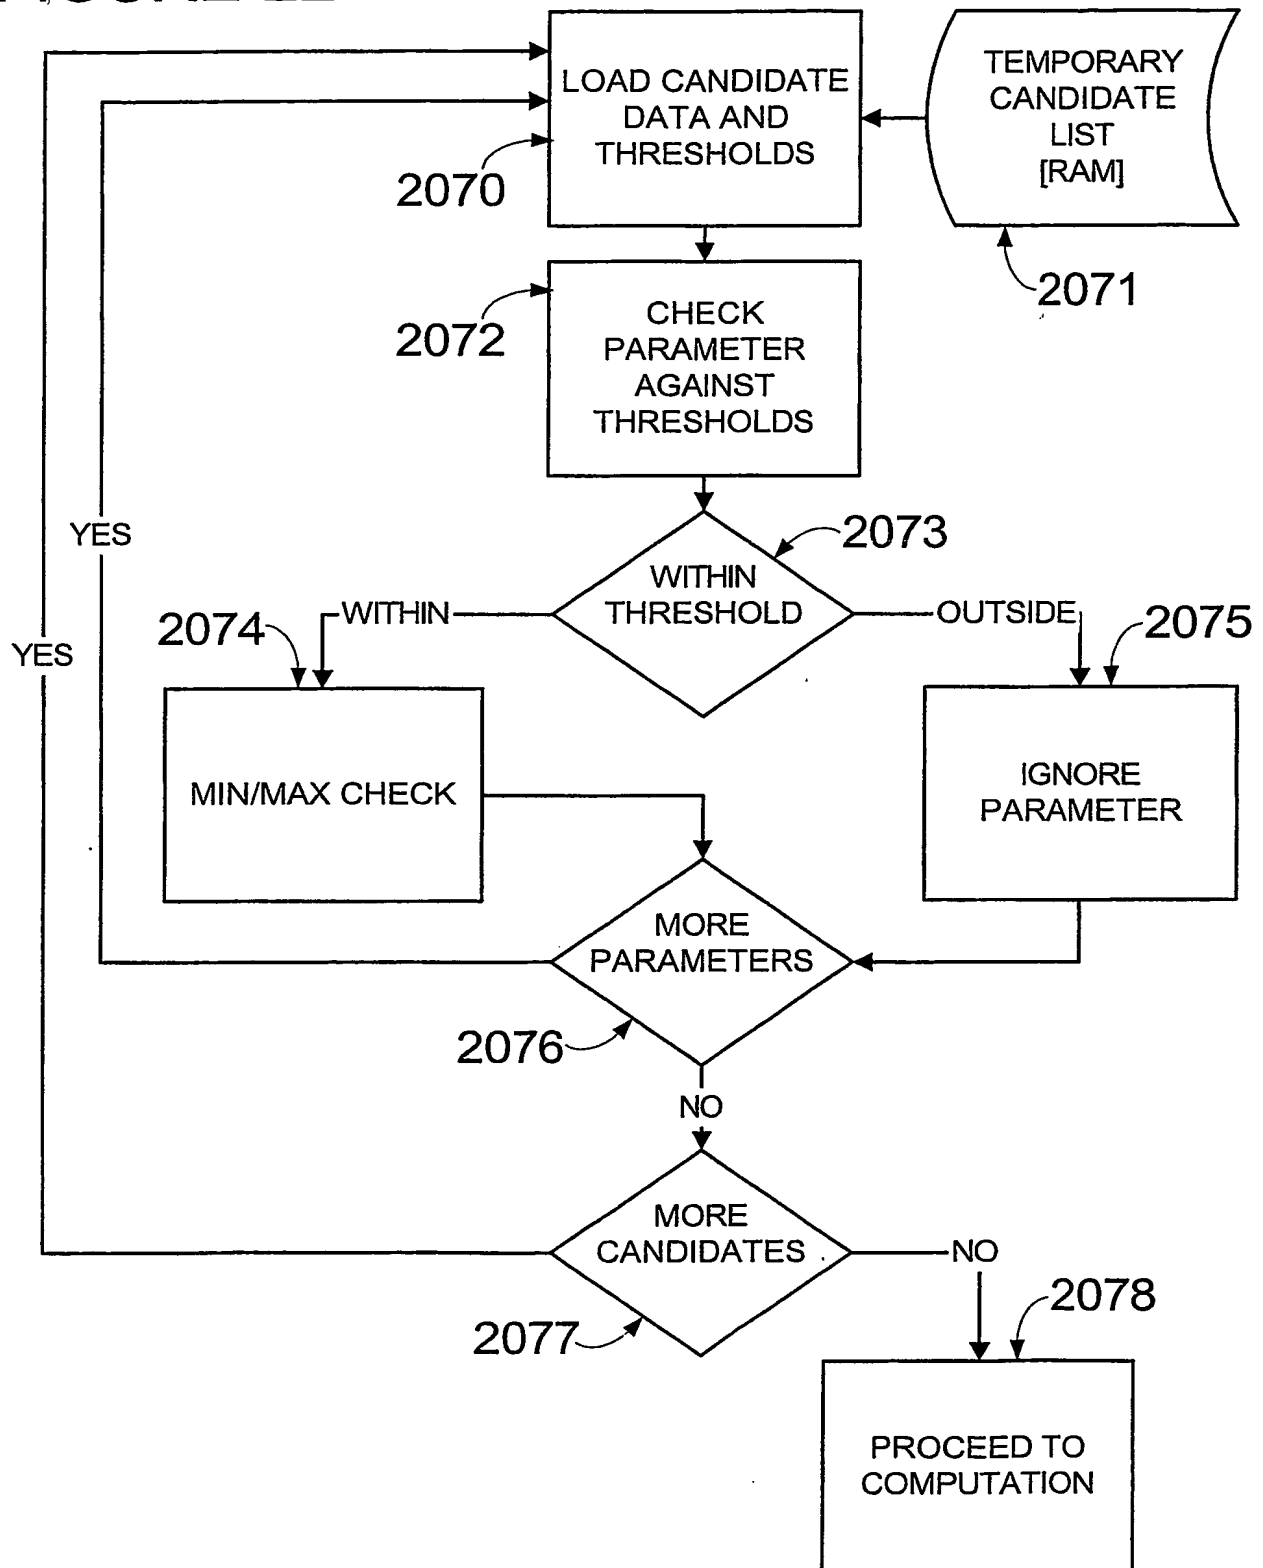 LOAD CANDIDATE
DATA AND
THRESHOLDS
2070
TEMPORARY
CANDIDATE
LIST
[RAM]
2071
CHECK
PARAMETER
AGAINST
THRESHOLDS
2072
YES
YES
WITHIN
THRESHOLD
2073
WITHIN
OUTSIDE
2074
2075
MIN/MAX CHECK
IGNORE
PARAMETER
MORE
PARAMETERS
2076
NO
MORE
CANDIDATES
2077
NO
2078
PROCEED TO
COMPUTATION